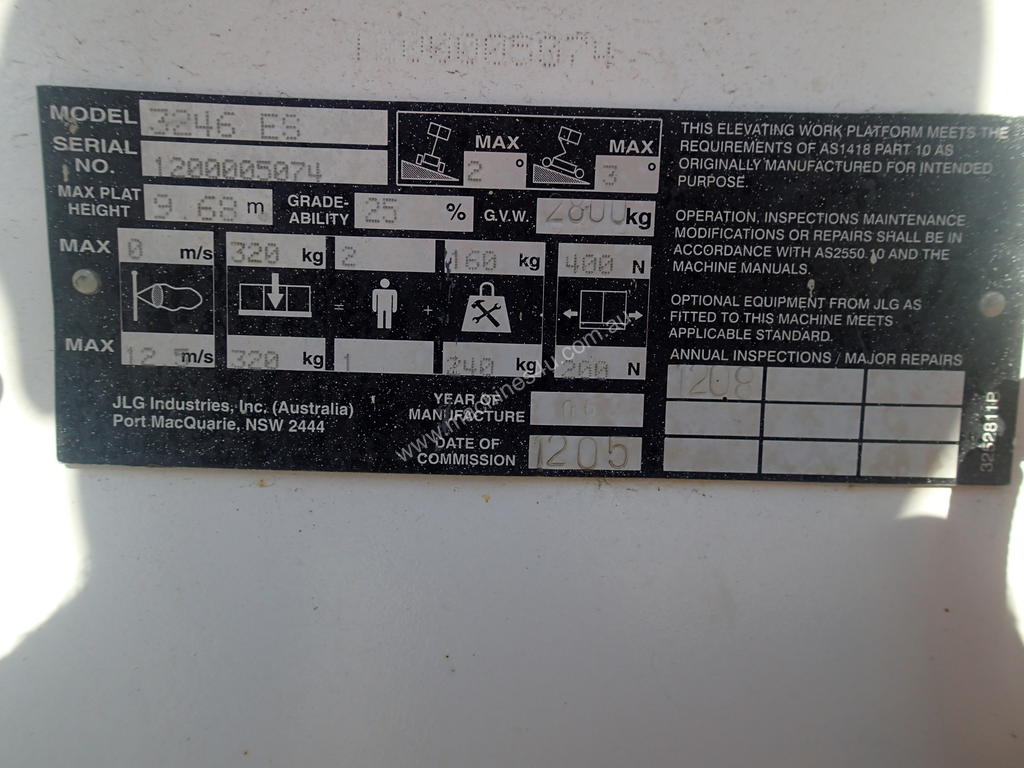 MODEL 3246 ES
SERIAL NO. 1200005074
MAX PLAT HEIGHT 9.68 m
GRADE-ABILITY 25 %
G.V.W. 2800 kg
MAX 2 °
MAX 3 °
MAX 0 m/s 320 kg 2 160 kg 400 N
= +
MAX 12.5 m/s 320 kg 1 240 kg 200 N
JLG Industries, Inc. (Australia)
Port MacQuarie, NSW 2444
YEAR OF MANUFACTURE
DATE OF COMMISSION 1205
THIS ELEVATING WORK PLATFORM MEETS THE
REQUIREMENTS OF AS1418 PART 10 AS
ORIGINALLY MANUFACTURED FOR INTENDED
PURPOSE.
OPERATION, INSPECTIONS MAINTENANCE
MODIFICATIONS OR REPAIRS SHALL BE IN
ACCORDANCE WITH AS2550.10 AND THE
MACHINE MANUALS.
OPTIONAL EQUIPMENT FROM JLG AS
FITTED TO THIS MACHINE MEETS
APPLICABLE STANDARD.
ANNUAL INSPECTIONS / MAJOR REPAIRS
1208
3252811P
www.machines4u.com.au